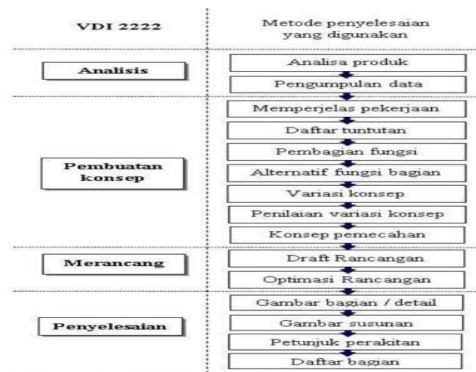 VDI 2222
Metode penyelesaian
yang digunakan
Analisis
Analisa produk
Pengumpulan data
Pembuatan
konsep
Memperjelas pekerjaan
Daftar tuntutan
Pembagian fungsi
Alternatif fungsi bagian
Variasi konsep
Penilaian variasi konsep
Konsep pemecahan
Merancang
Draft Rancangan
Optimasi Rancangan
Penyelesaian
Gambar bagian / detail
Gambar susunan
Petunjuk perakitan
Daftar bagian